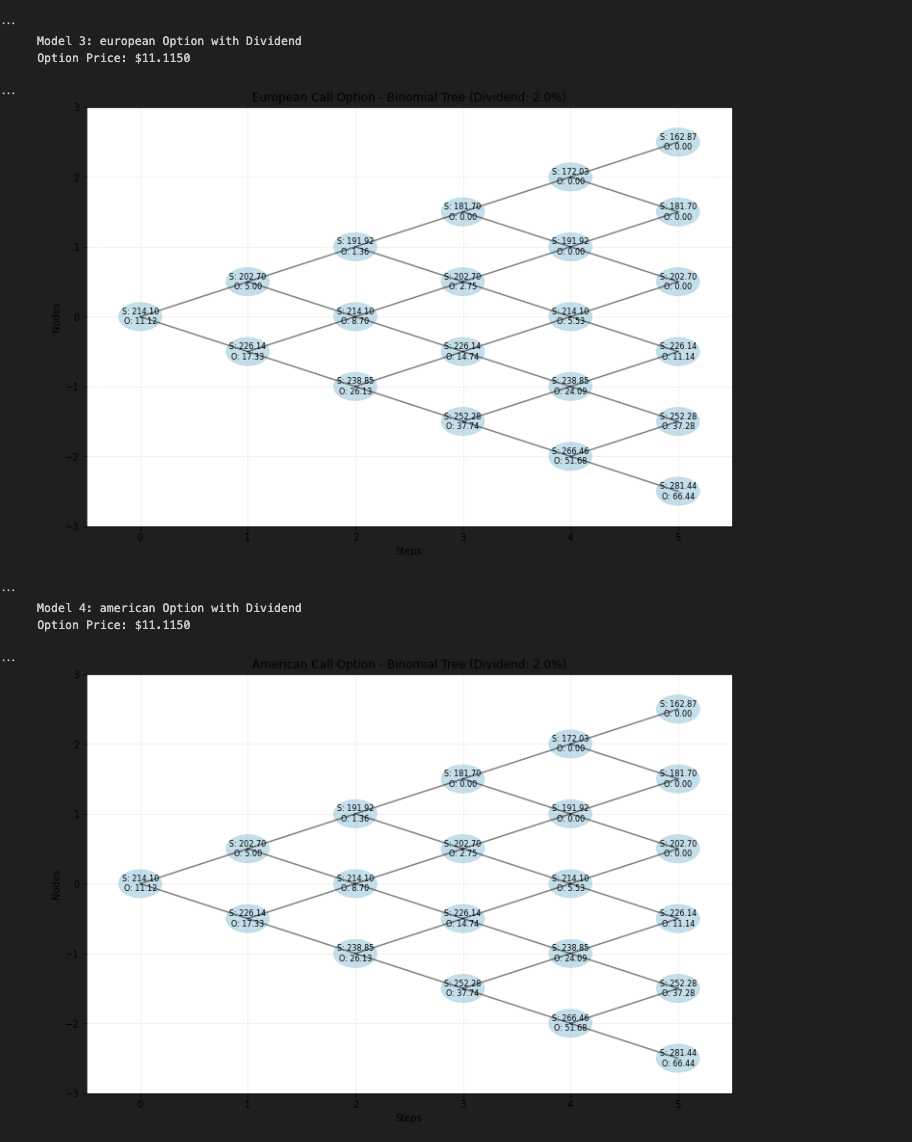 ...
Model 3: european Option with Dividend
Option Price: $11.1150
...
European Call Option - Binomial Tree (Dividend: 2.0%)
3
S: 162.87
O: 0.00
2
S: 172.03
O: 0.00
S: 181.70
O: 0.00
S: 181.70
O: 0.00
1
S: 191.92
O: 1.36
S: 191.92
O: 0.00
S: 202.70
O: 5.00
S: 202.70
O: 2.75
S: 202.70
O: 0.00
Nodes
0
S: 214.10
O: 11.12
S: 214.10
O: 8.70
S: 214.10
O: 5.53
S: 226.14
O: 17.33
S: 226.14
O: 14.74
S: 226.14
O: 11.14
−1
S: 238.85
O: 26.13
S: 238.85
O: 24.09
S: 252.28
O: 37.74
S: 252.28
O: 37.28
−2
S: 266.46
O: 51.68
S: 281.44
O: 66.44
−3
0 1 2 3 4 5
Steps
...
Model 4: american Option with Dividend
Option Price: $11.1150
...
American Call Option - Binomial Tree (Dividend: 2.0%)
3
S: 162.87
O: 0.00
2
S: 172.03
O: 0.00
S: 181.70
O: 0.00
S: 181.70
O: 0.00
1
S: 191.92
O: 1.36
S: 191.92
O: 0.00
S: 202.70
O: 5.00
S: 202.70
O: 2.75
S: 202.70
O: 0.00
Nodes
0
S: 214.10
O: 11.12
S: 214.10
O: 8.70
S: 214.10
O: 5.53
S: 226.14
O: 17.33
S: 226.14
O: 14.74
S: 226.14
O: 11.14
−1
S: 238.85
O: 26.13
S: 238.85
O: 24.09
S: 252.28
O: 37.74
S: 252.28
O: 37.28
−2
S: 266.46
O: 51.68
S: 281.44
O: 66.44
−3
0 1 2 3 4 5
Steps